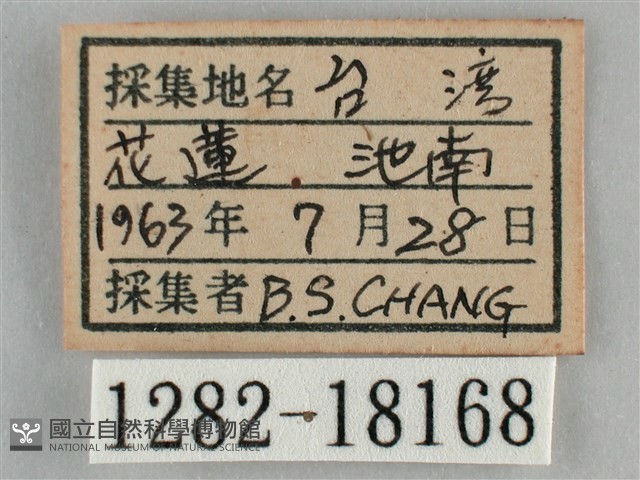 採集地名 台湾
花蓮 池南
1963年 7月28日
採集者 B.S.CHANG
1282-18168
國立自然科學博物館
NATIONAL MUSEUM OF NATURAL SCIENCE